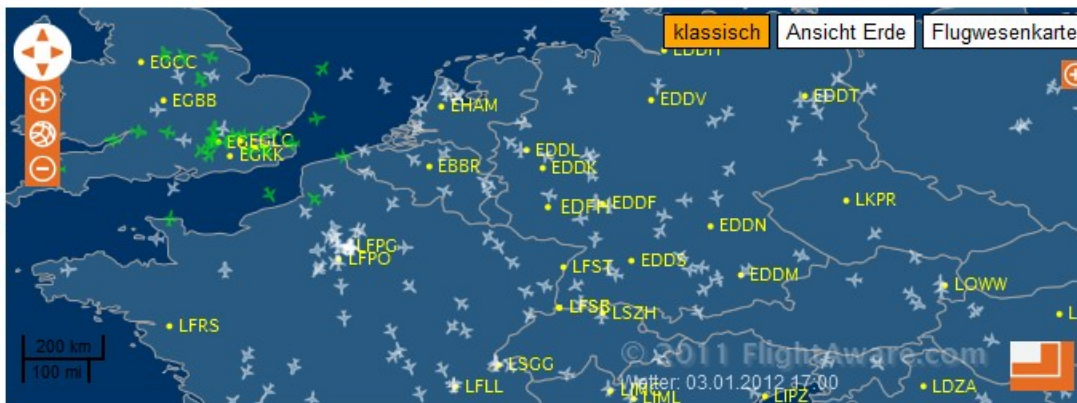 klassisch
Ansicht Erde
Flugwesenkarte
EDDH
EGCC
EGBB
EHAM
EDDV
EDDT
EGLC
EGKK
EDDL
EDDK
EBBR
EDDF
LKPR
EDDN
LFPG
LFPO
LFST
EDDS
EDDM
LOWW
LFSB
LSZH
LFRS
200 km
100 mi
LSGG
LFLL
© 2011 FlightAware.com
Wetter: 03.01.2012 17:00
LIML
LIPZ
LDZA